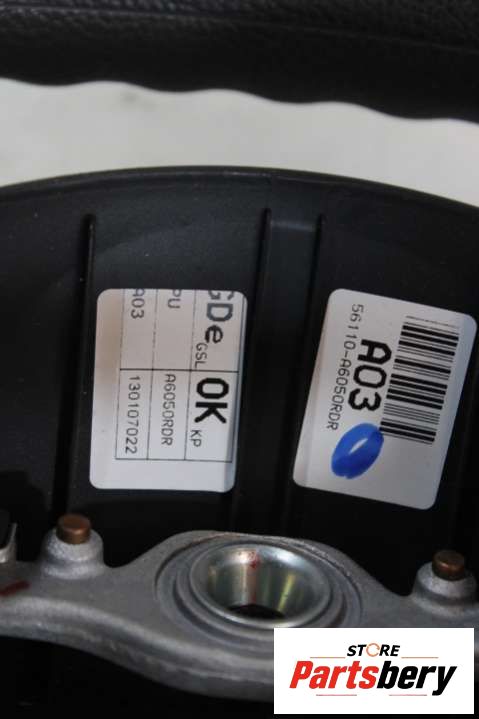 GDe
GSL
OK
KP
PU
A6050RDR
A03
130107022
A03
56110-A6050RDR
STORE
Partsbery